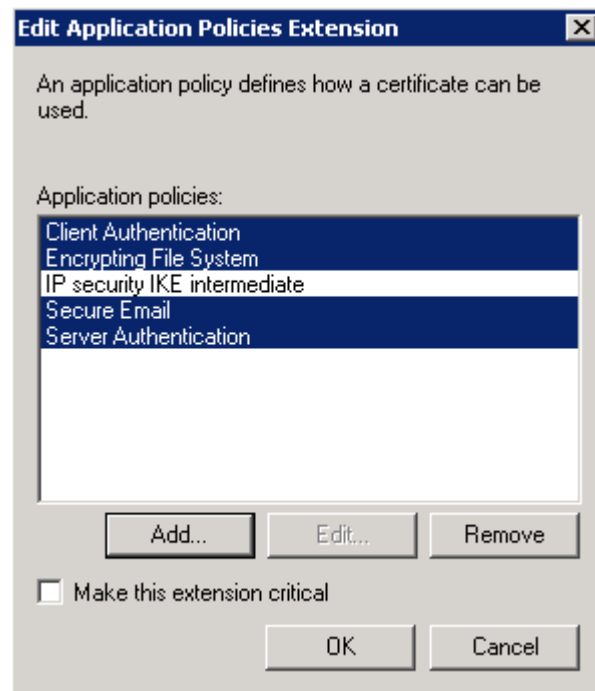 Edit Application Policies Extension
An application policy defines how a certificate can be
used.
Application policies:
Client Authentication
Encrypting File System
IP security IKE intermediate
Secure Email
Server Authentication
Add...
Edit...
Remove
Make this extension critical
OK
Cancel